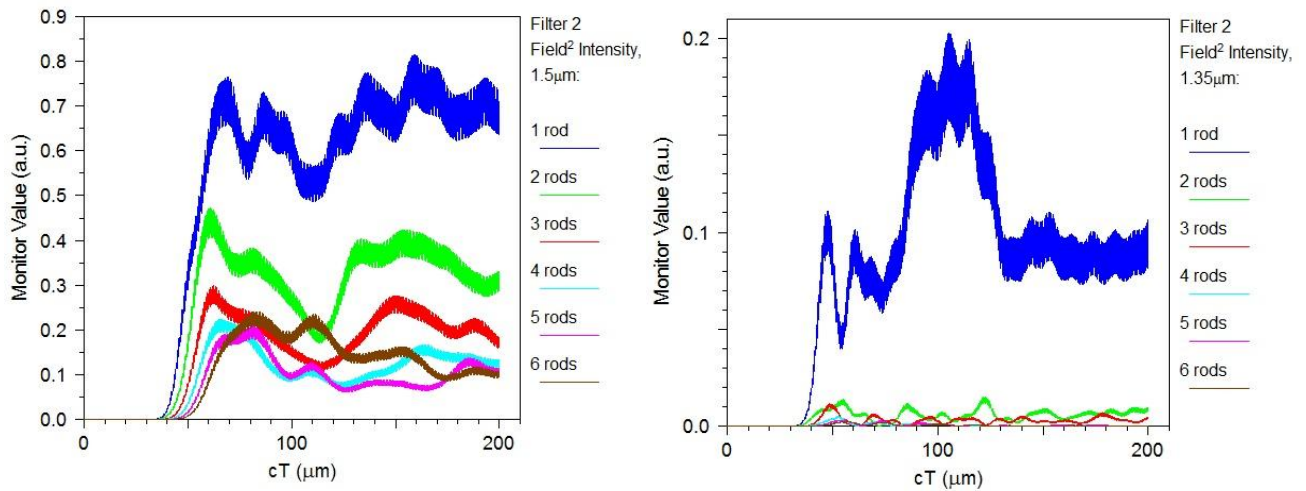 0.9
0.8
0.7
0.6
0.5
0.4
0.3
0.2
0.1
0.0
Monitor Value (a.u.)
0
100
200
cT (μm)
Filter 2
Field² Intensity,
1.5μm:
1 rod
2 rods
3 rods
4 rods
5 rods
6 rods
0.2
0.1
0.0
Monitor Value (a.u.)
0
100
200
cT (μm)
Filter 2
Field² Intensity,
1.35μm:
1 rod
2 rods
3 rods
4 rods
5 rods
6 rods